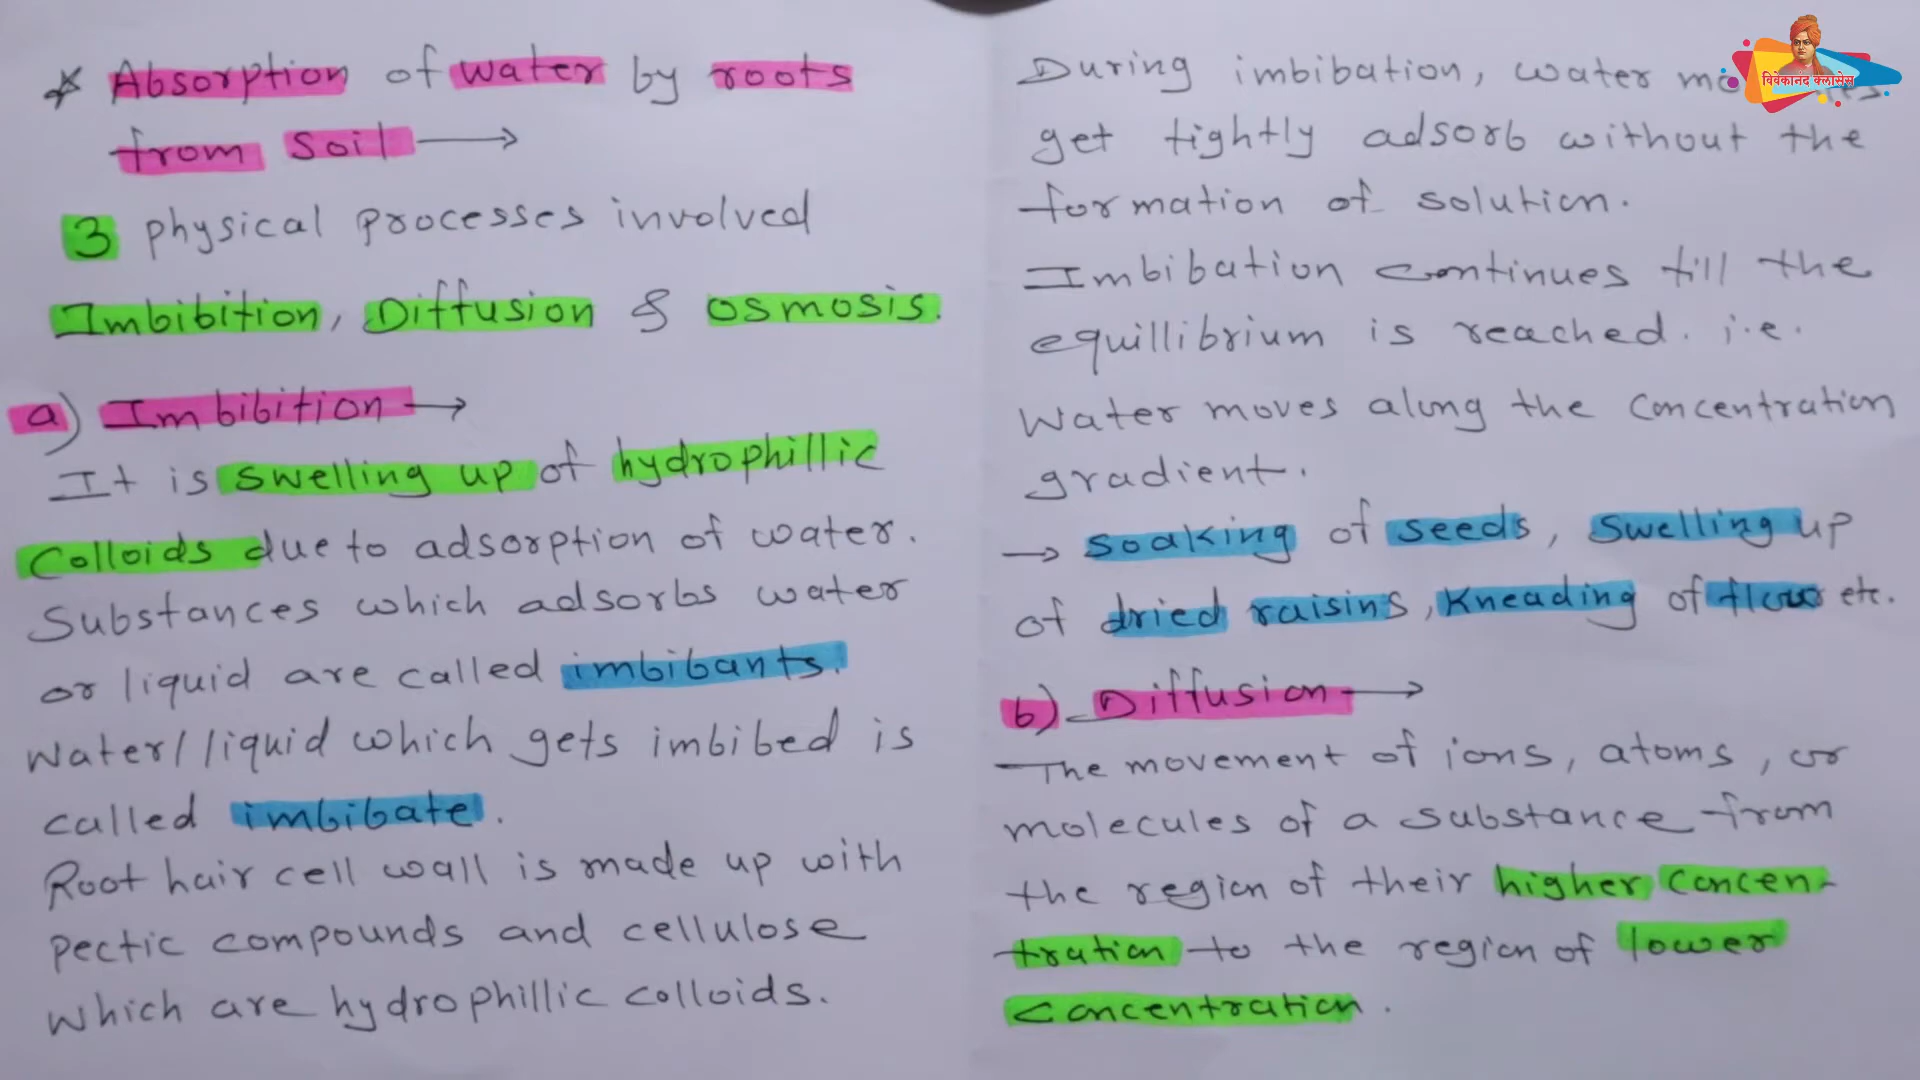 * Absorption of water by roots
from soil →
3 physical processes involved
Imbibition, Diffusion & osmosis.
a) Imbibition →
It is swelling up of hydrophillic
colloids due to adsorption of water.
Substances which adsorbs water
or liquid are called imbibants.
Water/liquid which gets imbibed is
called imbibate.
Root hair cell wall is made up with
pectic compounds and cellulose
which are hydrophillic colloids.
During imbibation, water
get tightly adsorb without the
formation of solution.
Imbibation continues till the
equillibrium is reached. i.e.
Water moves along the concentration
gradient.
→ soaking of seeds, swelling up
of dried raisins, kneading of flour etc.
b) Diffusion →
The movement of ions, atoms, or
molecules of a substance from
the region of their higher concen-
tration to the region of lower
concentration.
विवेकानंद क्लासेस